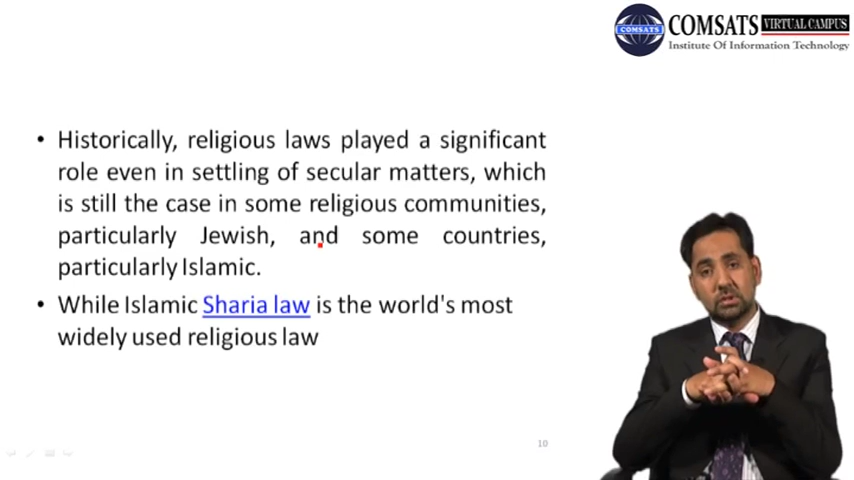 COMSATS
COMSATS VIRTUAL CAMPUS
Institute Of Information Technology
• Historically, religious laws played a significant
role even in settling of secular matters, which
is still the case in some religious communities,
particularly Jewish, and some countries,
particularly Islamic.
• While Islamic Sharia law is the world's most
widely used religious law
10